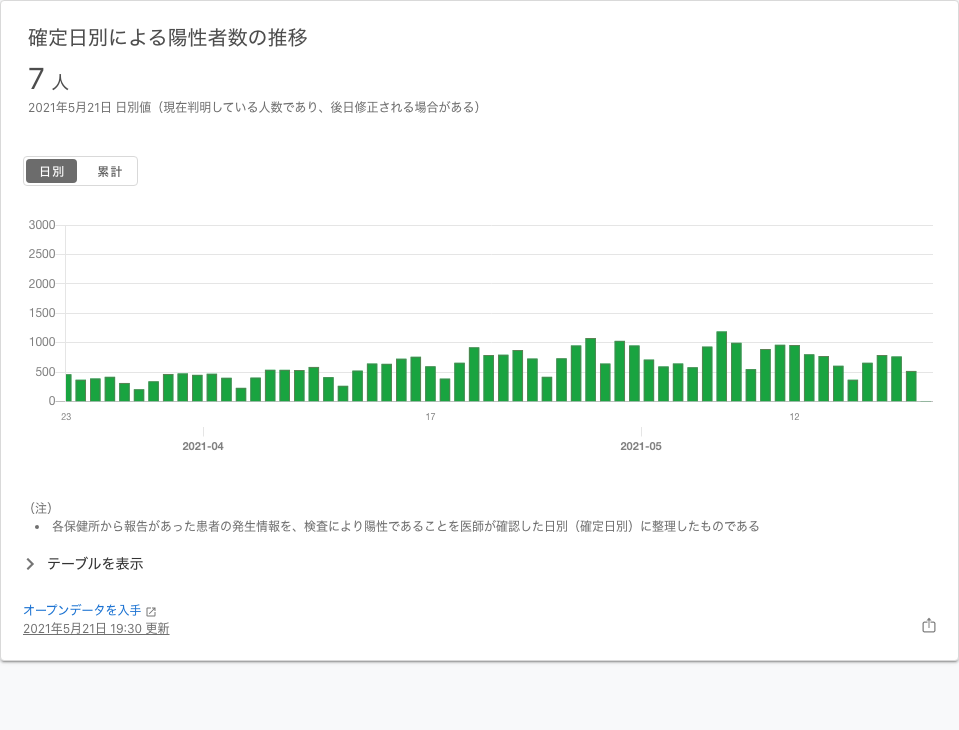 確定日別による陽性者数の推移
7 人
2021年5月21日 日別値（現在判明している人数であり、後日修正される場合がある）
日別 累計
3000
2500
2000
1500
1000
500
0
23 17 12
2021-04 2021-05
（注）
• 各保健所から報告があった患者の発生情報を、検査により陽性であることを医師が確認した日別（確定日別）に整理したものである
テーブルを表示
オープンデータを入手
2021年5月21日 19:30 更新